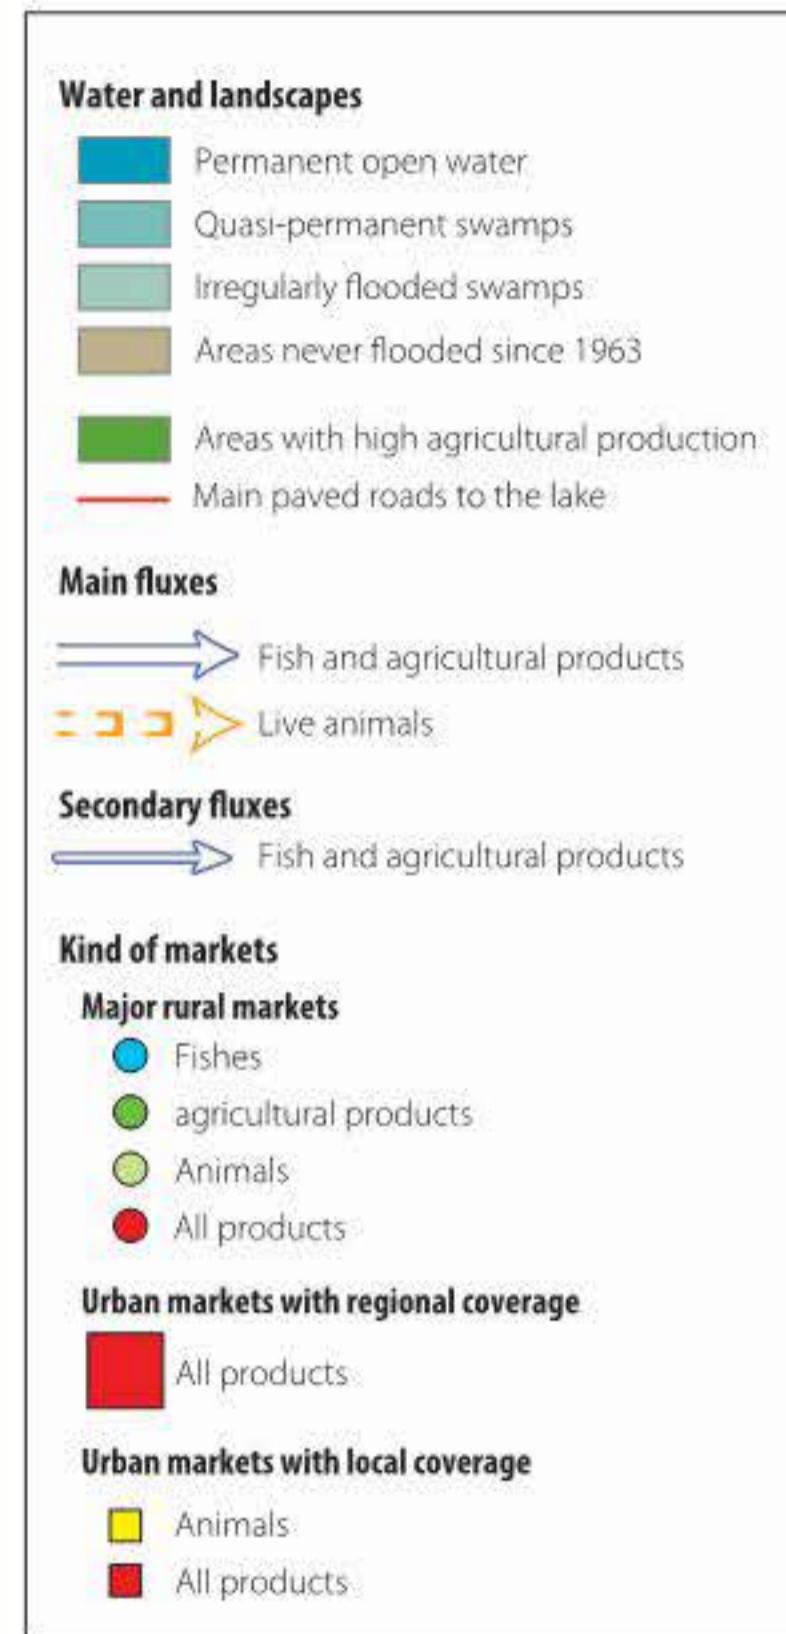 Water and landscapes
Permanent open water
Quasi-permanent swamps
Irregularly flooded swamps
Areas never flooded since 1963
Areas with high agricultural production
Main paved roads to the lake
Main fluxes
Fish and agricultural products
Live animals
Secondary fluxes
Fish and agricultural products
Kind of markets
Major rural markets
Fishes
agricultural products
Animals
All products
Urban markets with regional coverage
All products
Urban markets with local coverage
Animals
All products